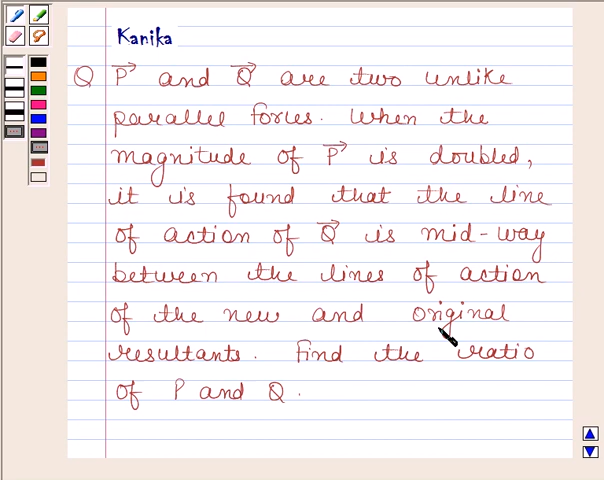 Kanika
Q P⃗ and Q⃗ are two unlike
parallel forces. When the
magnitude of P⃗ is doubled,
it is found that the line
of action of Q⃗ is mid-way
between the lines of action
of the new and original
resultants. Find the ratio
of P and Q.